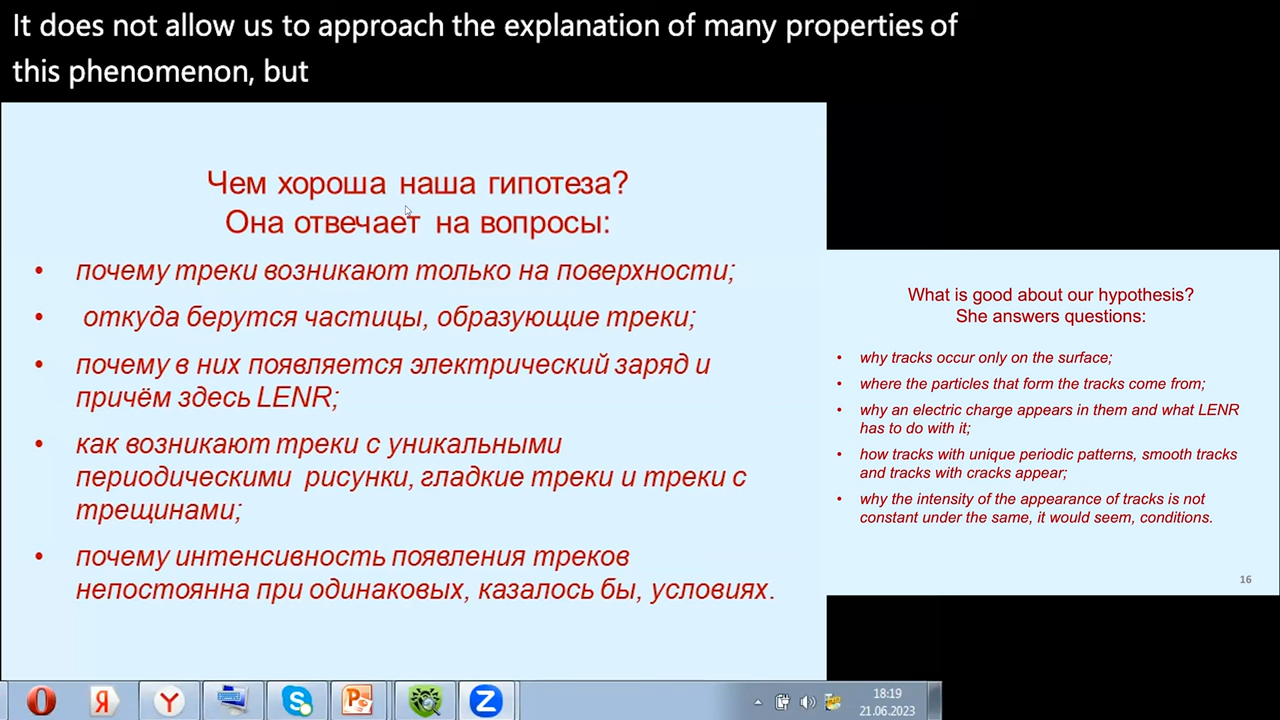 It does not allow us to approach the explanation of many properties of
this phenomenon, but
Чем хороша наша гипотеза?
Она отвечает на вопросы:
• почему треки возникают только на поверхности;
• откуда берутся частицы, образующие треки;
• почему в них появляется электрический заряд и
причём здесь LENR;
• как возникают треки с уникальными
периодическими рисунки, гладкие треки и треки с
трещинами;
• почему интенсивность появления треков
непостоянна при одинаковых, казалось бы, условиях.
What is good about our hypothesis?
She answers questions:
• why tracks occur only on the surface;
• where the particles that form the tracks come from;
• why an electric charge appears in them and what LENR
has to do with it;
• how tracks with unique periodic patterns, smooth tracks
and tracks with cracks appear;
• why the intensity of the appearance of tracks is not
constant under the same, it would seem, conditions.
16
18:19
21.06.2023